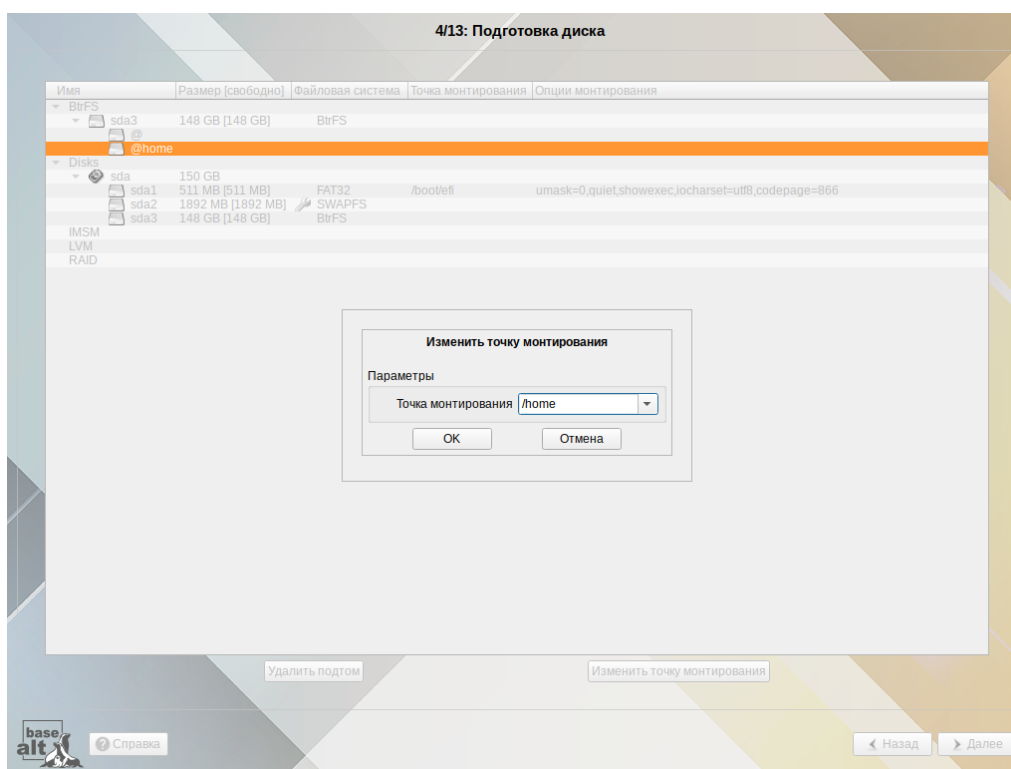 4/13: Подготовка диска
Имя Размер [свободно] Файловая система Точка монтирования Опции монтирования
BtrFS
sda3 148 GB [148 GB] BtrFS
@
@home
Disks
sda 150 GB
sda1 511 MB [511 MB] FAT32 /boot/efi umask=0,quiet,showexec,iocharset=utf8,codepage=866
sda2 1892 MB [1892 MB] SWAPFS
sda3 148 GB [148 GB] BtrFS
IMSM
LVM
RAID
Изменить точку монтирования
Параметры
Точка монтирования /home
OK Отмена
Удалить подтом Изменить точку монтирования
base
alt
Справка Назад Далее